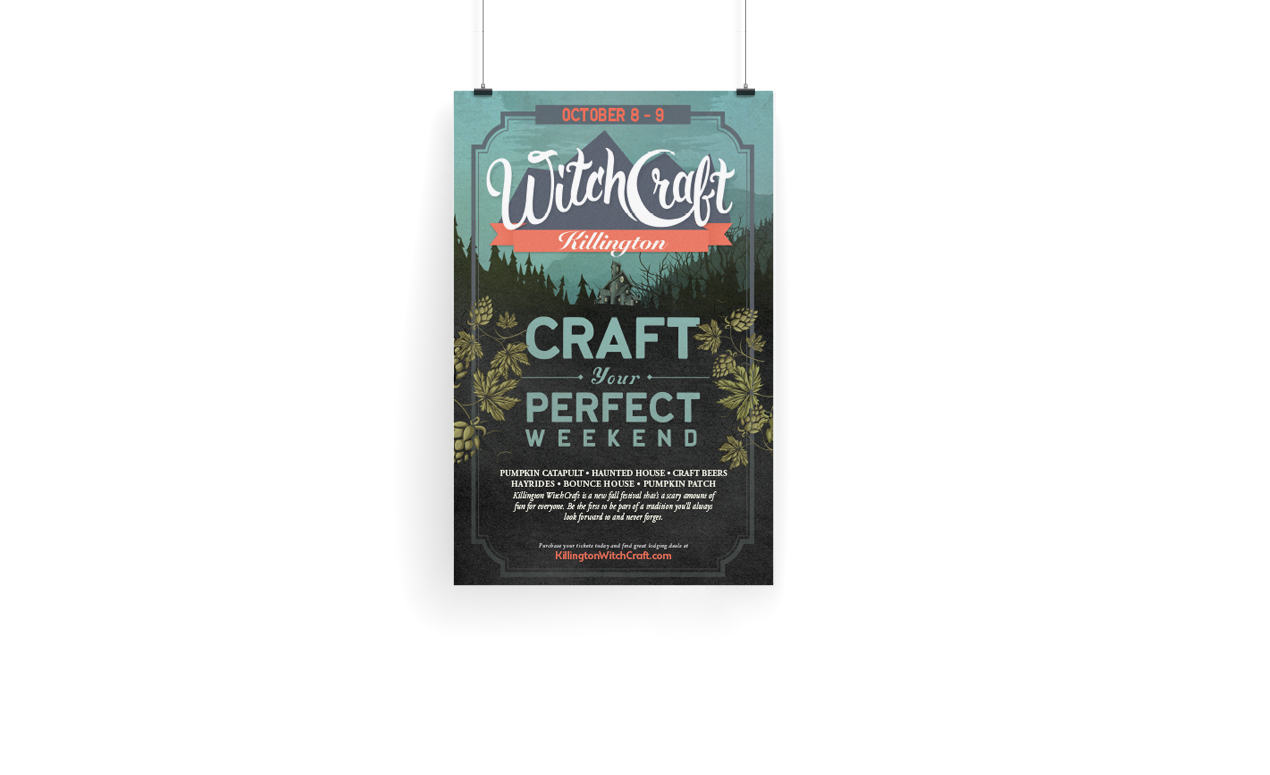 OCTOBER 8 - 9
WitchCraft
Killington
CRAFT
Your
PERFECT
WEEKEND
PUMPKIN CATAPULT • HAUNTED HOUSE • CRAFT BEERS
HAYRIDES • BOUNCE HOUSE • PUMPKIN PATCH
Killington WitchCraft is a new fall festival that's a scary amount of
fun for everyone. Be the first to be part of a tradition you'll always
look forward to and never forget.
Purchase your tickets today and find great lodging deals at
KillingtonWitchCraft.com